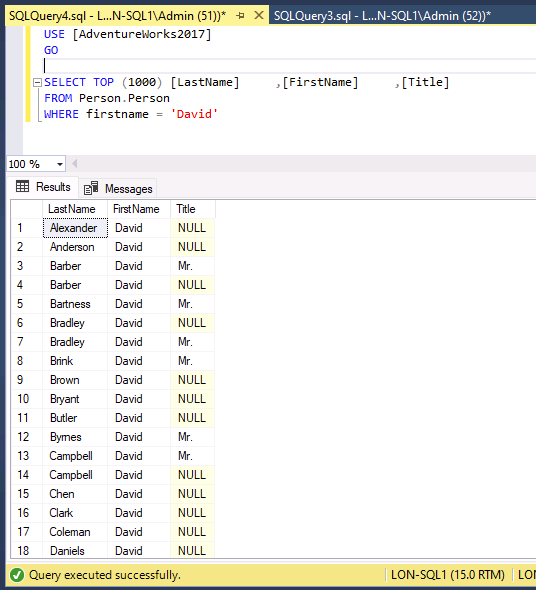 SQLQuery4.sql - L...N-SQL1\Admin (51))* SQLQuery3.sql - L...N-SQL1\Admin (52))*
USE [AdventureWorks2017]
GO
SELECT TOP (1000) [LastName] ,[FirstName] ,[Title]
FROM Person.Person
WHERE firstname = 'David'
100 %
Results Messages
LastName FirstName Title
1 Alexander David NULL
2 Anderson David NULL
3 Barber David Mr.
4 Barber David NULL
5 Bartness David Mr.
6 Bradley David NULL
7 Bradley David Mr.
8 Brink David Mr.
9 Brown David NULL
10 Bryant David NULL
11 Butler David NULL
12 Byrnes David Mr.
13 Campbell David Mr.
14 Campbell David NULL
15 Chen David NULL
16 Clark David NULL
17 Coleman David NULL
18 Daniels David NULL
Query executed successfully. LON-SQL1 (15.0 RTM) LON